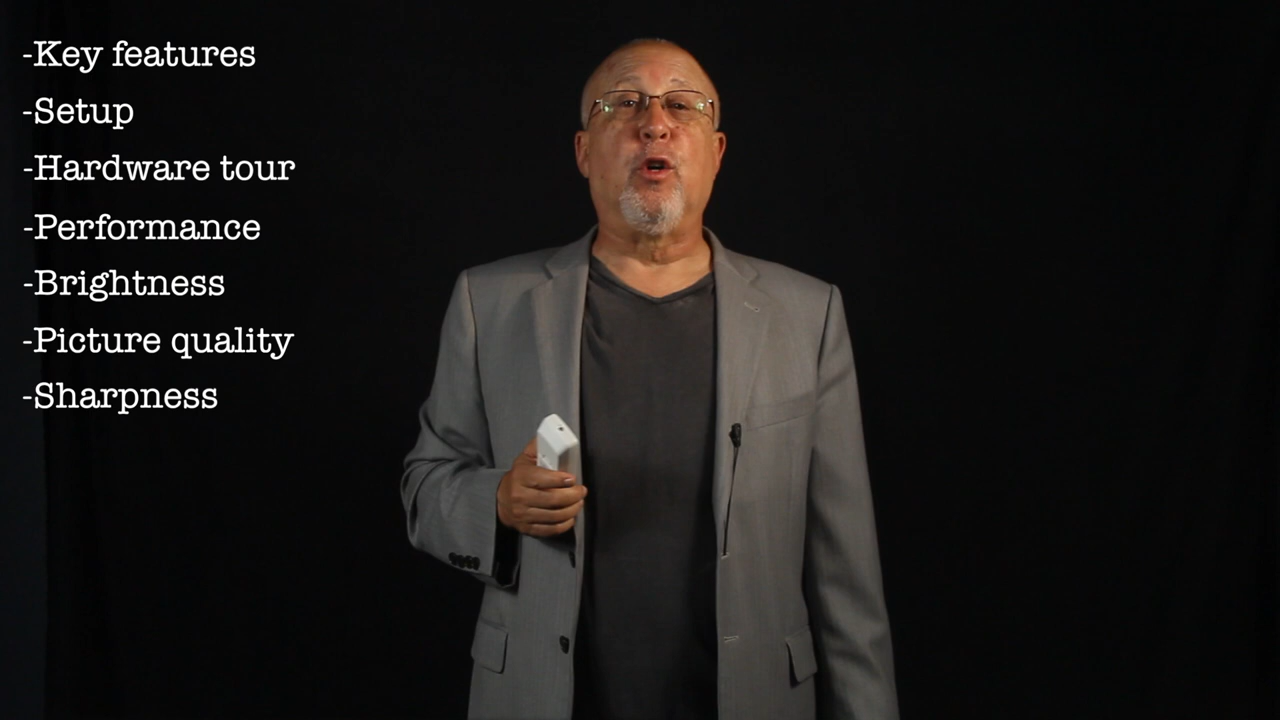 -Key features
-Setup
-Hardware tour
-Performance
-Brightness
-Picture quality
-Sharpness